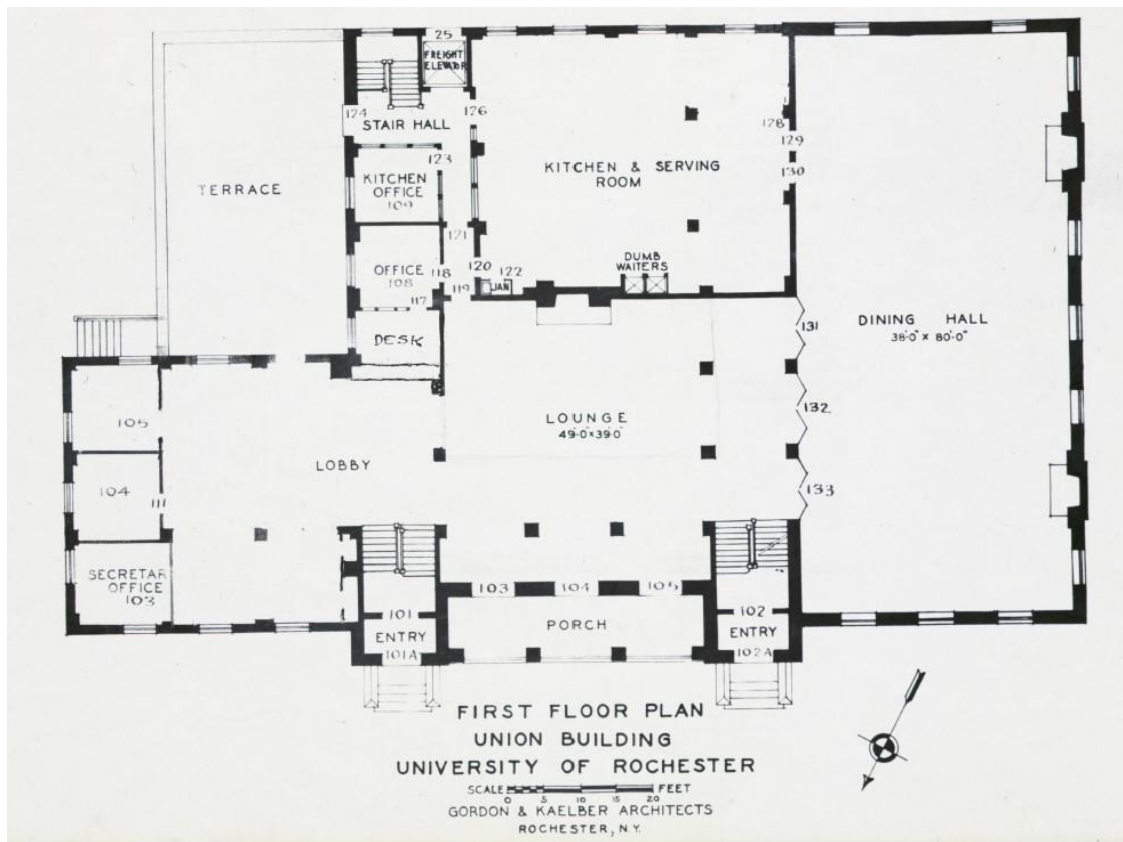 25
FREIGHT
ELEVATOR
124
126
STAIR HALL
128
123
129
KITCHEN & SERVING
ROOM
130
KITCHEN
OFFICE
109
TERRACE
121
OFFICE
108
118
120
122
JAN
DUMB
WAITERS
117
119
DESK
131
DINING HALL
38'-0" X 80'-0"
132
LOUNGE
49'-0" X 39'-0"
105
LOBBY
104
111
133
SECRETAR
OFFICE
103
103
104
105
101
102
ENTRY
PORCH
ENTRY
101A
102A
FIRST FLOOR PLAN
UNION BUILDING
UNIVERSITY OF ROCHESTER
SCALE 0 5 10 15 20 FEET
GORDON & KAELBER ARCHITECTS
ROCHESTER, N.Y.